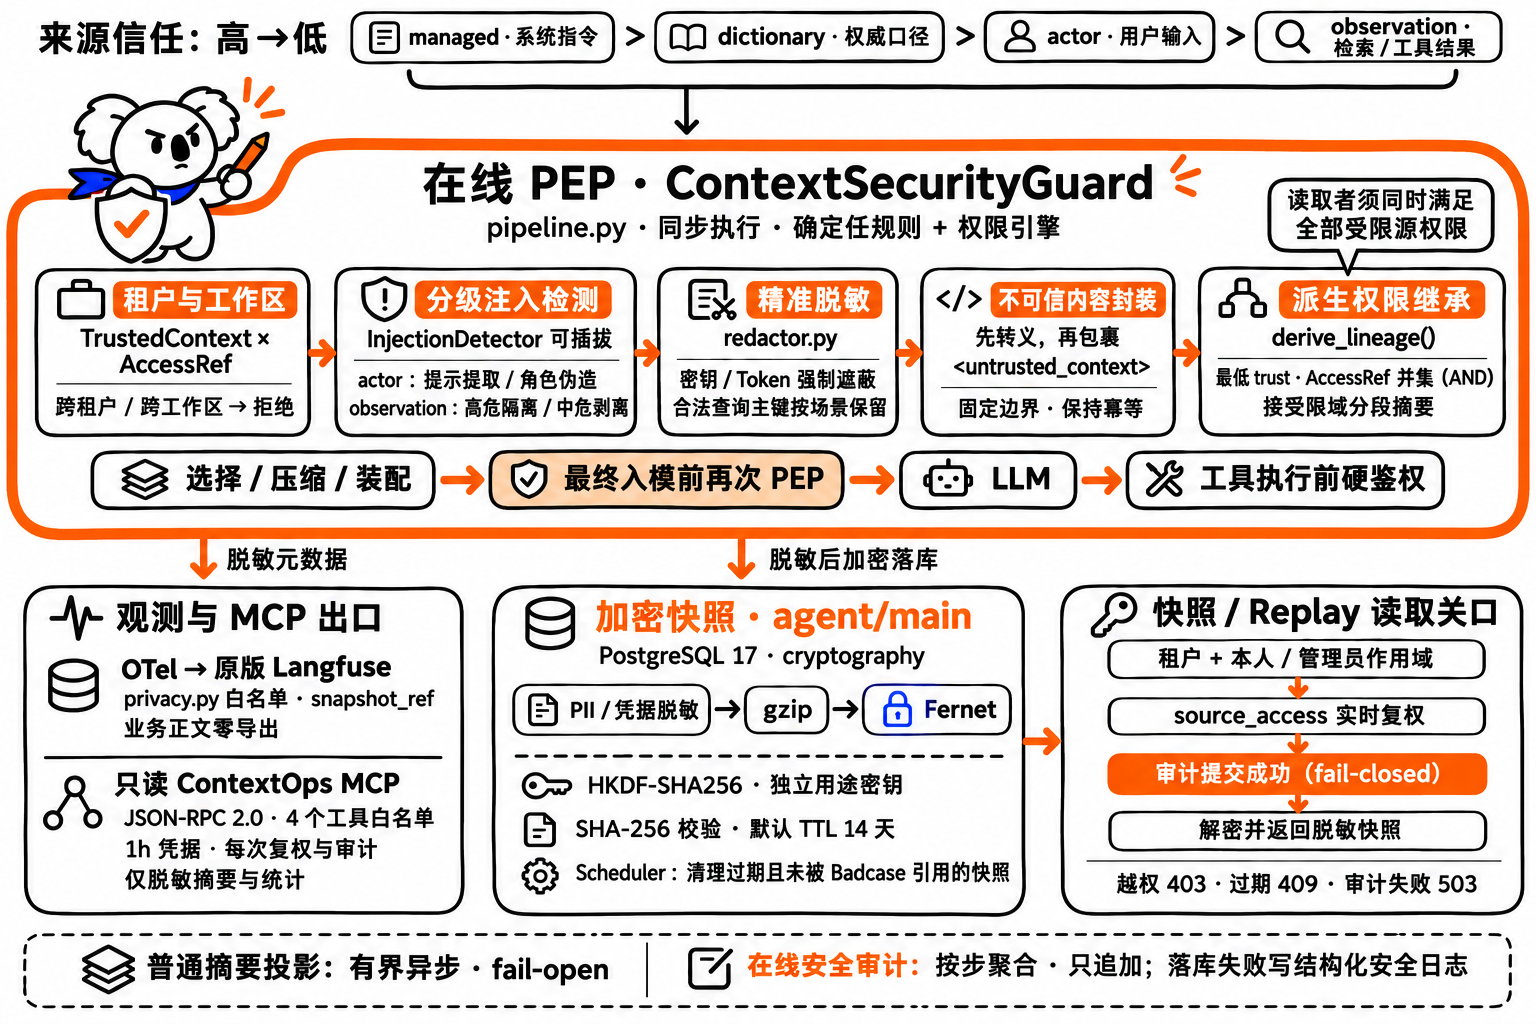 来源信任：高→低
managed · 系统指令 > dictionary · 权威口径 > actor · 用户输入 > observation · 检索 / 工具结果
在线 PEP · ContextSecurityGuard
pipeline.py · 同步执行 · 确定任规则 + 权限引擎
读取者须同时满足
全部受限源权限
租户与工作区
TrustedContext ×
AccessRef
跨租户 / 跨工作区 → 拒绝
分级注入检测
InjectionDetector 可插拔
actor：提示提取 / 角色伪造
observation：高危隔离 / 中危剥离
精准脱敏
redactor.py
密钥 / Token 强制遮蔽
合法查询主键按场景保留
</> 不可信内容封装
先转义，再包裹
<untrusted_context>
固定边界 · 保持幂等
派生权限继承
derive_lineage()
最低 trust · AccessRef 并集 (AND)
接受限域分段摘要
选择 / 压缩 / 装配
最终入模前再次 PEP
LLM
工具执行前硬鉴权
脱敏元数据
脱敏后加密落库
观测与 MCP 出口
OTel → 原版 Langfuse
privacy.py 白名单 · snapshot_ref
业务正文零导出
只读 ContextOps MCP
JSON-RPC 2.0 · 4 个工具白名单
1h 凭据 · 每次复权与审计
仅脱敏摘要与统计
加密快照 · agent/main
PostgreSQL 17 · cryptography
PII / 凭据脱敏 → gzip → Fernet
HKDF-SHA256 · 独立用途密钥
SHA-256 校验 · 默认 TTL 14 天
Scheduler：清理过期且未被 Badcase 引用的快照
快照 / Replay 读取关口
租户 + 本人 / 管理员作用域
source_access 实时复权
审计提交成功（fail-closed）
解密并返回脱敏快照
越权 403 · 过期 409 · 审计失败 503
普通摘要投影：有界异步 · fail-open
在线安全审计：按步聚合 · 只追加；落库失败写结构化安全日志